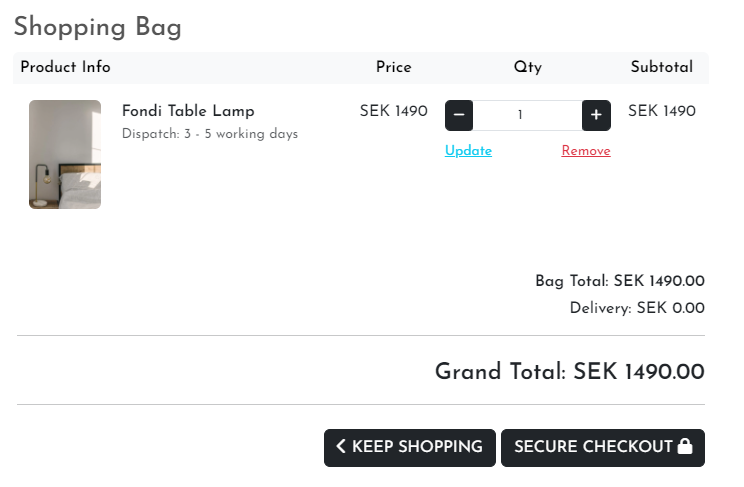 Shopping Bag
Product Info Price Qty Subtotal
Fondi Table Lamp SEK 1490 − 1 + SEK 1490
Dispatch: 3 - 5 working days
Update Remove
Bag Total: SEK 1490.00
Delivery: SEK 0.00
Grand Total: SEK 1490.00
KEEP SHOPPING SECURE CHECKOUT